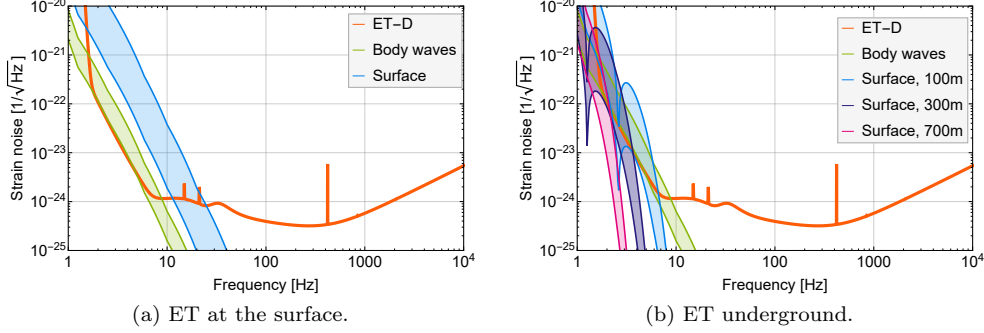 10⁻²⁰
10⁻²¹
10⁻²²
10⁻²³
10⁻²⁴
10⁻²⁵
Strain noise [1/√Hz]
ET-D
Body waves
Surface
1
10
100
1000
10⁴
Frequency [Hz]
(a) ET at the surface.
10⁻²⁰
10⁻²¹
10⁻²²
10⁻²³
10⁻²⁴
10⁻²⁵
Strain noise [1/√Hz]
ET-D
Body waves
Surface, 100m
Surface, 300m
Surface, 700m
1
10
100
1000
10⁴
Frequency [Hz]
(b) ET underground.